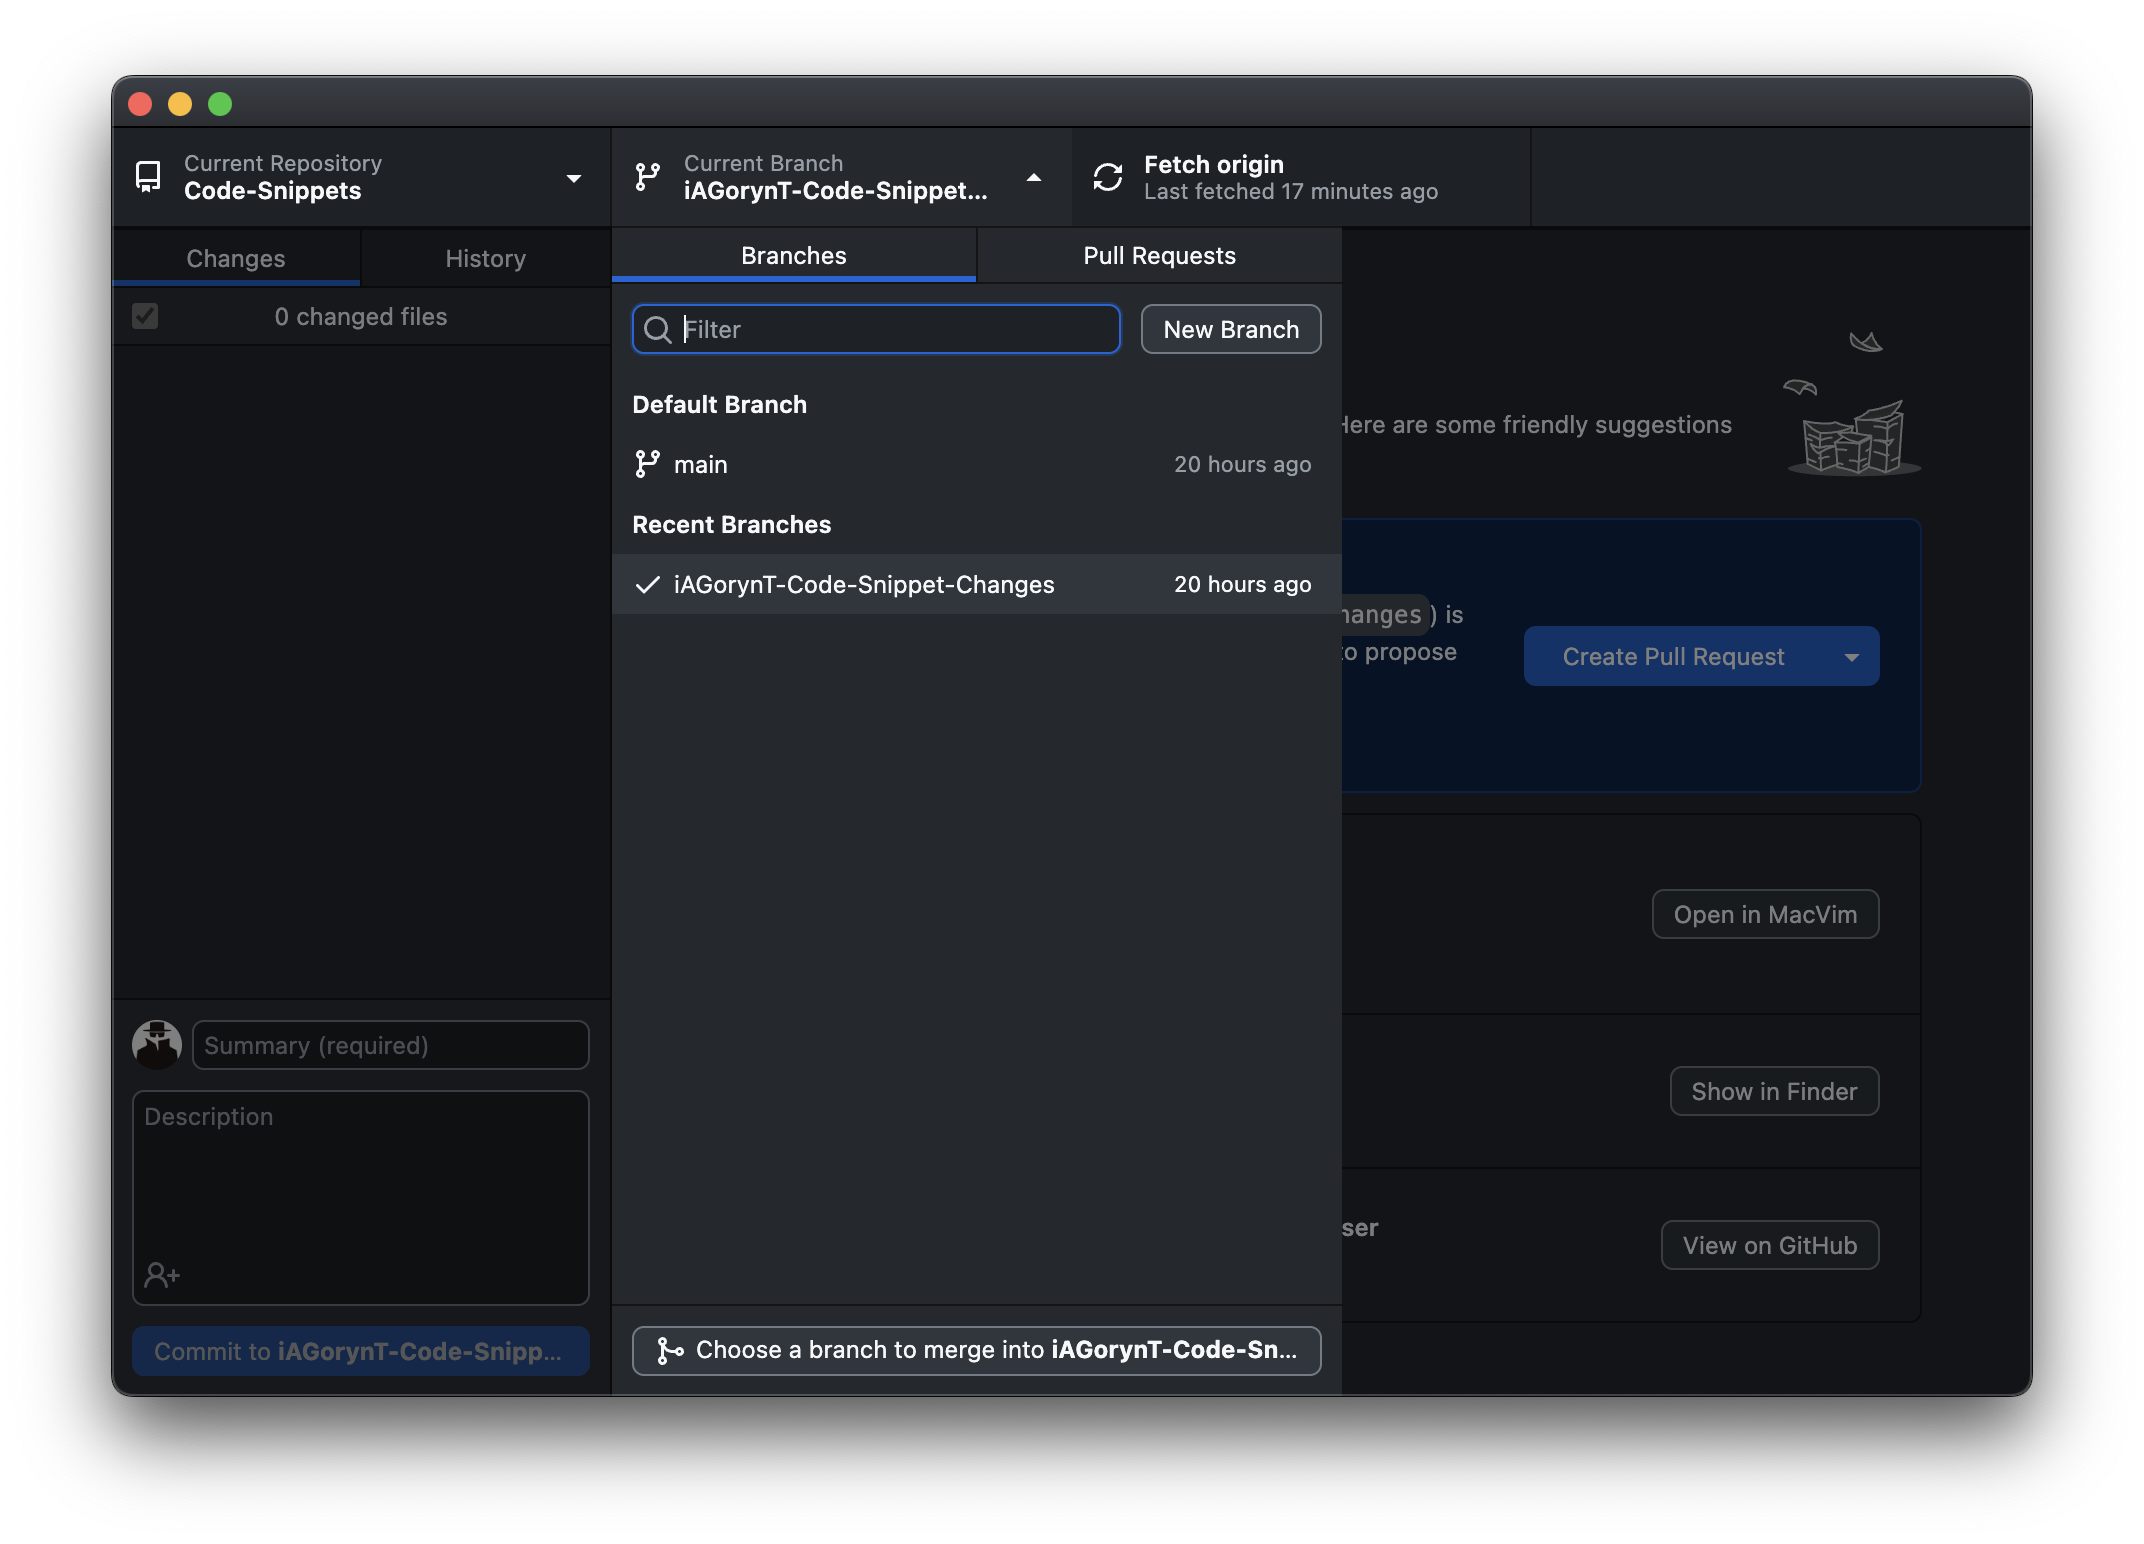 Current Repository
Code-Snippets
Current Branch
iAGorynT-Code-Snippet...
Fetch origin
Last fetched 17 minutes ago
Changes
History
0 changed files
Branches
Pull Requests
Filter
New Branch
Default Branch
main
20 hours ago
Recent Branches
iAGorynT-Code-Snippet-Changes
20 hours ago
Choose a branch to merge into iAGorynT-Code-Sn...
Here are some friendly suggestions
hanges) is
to propose
Create Pull Request
Open in MacVim
Show in Finder
ser
View on GitHub
Summary (required)
Description
Commit to iAGorynT-Code-Snipp...